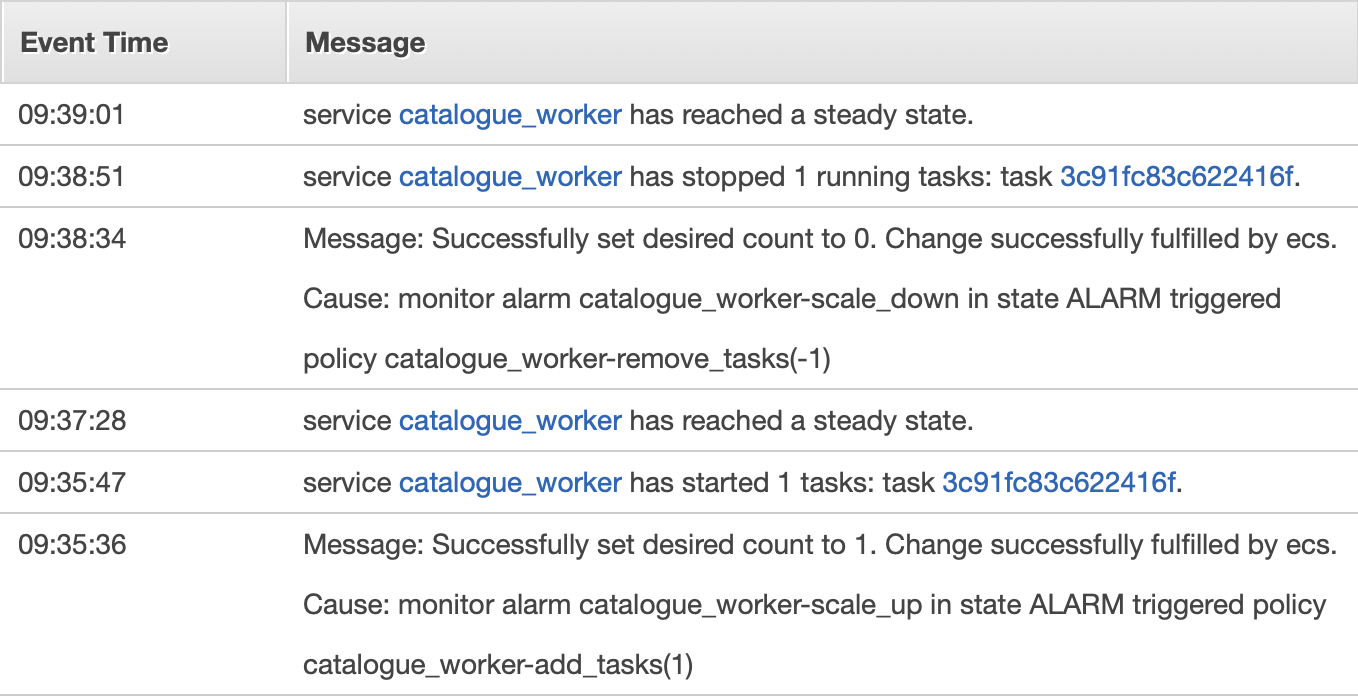 Event Time Message
09:39:01 service catalogue_worker has reached a steady state.
09:38:51 service catalogue_worker has stopped 1 running tasks: task 3c91fc83c622416f.
09:38:34 Message: Successfully set desired count to 0. Change successfully fulfilled by ecs.
Cause: monitor alarm catalogue_worker-scale_down in state ALARM triggered
policy catalogue_worker-remove_tasks(-1)
09:37:28 service catalogue_worker has reached a steady state.
09:35:47 service catalogue_worker has started 1 tasks: task 3c91fc83c622416f.
09:35:36 Message: Successfully set desired count to 1. Change successfully fulfilled by ecs.
Cause: monitor alarm catalogue_worker-scale_up in state ALARM triggered policy
catalogue_worker-add_tasks(1)